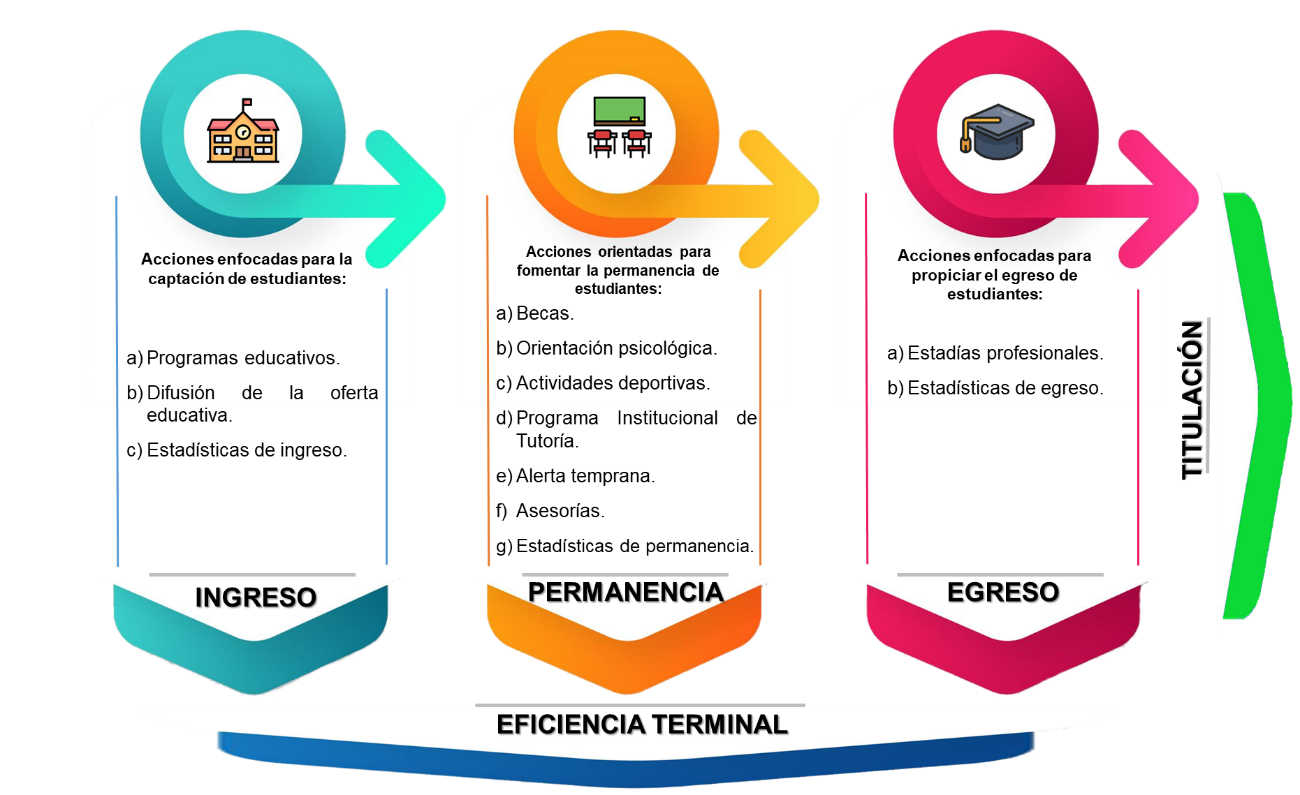 Acciones enfocadas para la
captación de estudiantes:
a) Programas educativos.
b) Difusión de la oferta
educativa.
c) Estadísticas de ingreso.
INGRESO
Acciones orientadas para
fomentar la permanencia de
estudiantes:
a) Becas.
b) Orientación psicológica.
c) Actividades deportivas.
d) Programa Institucional de
Tutoría.
e) Alerta temprana.
f) Asesorías.
g) Estadísticas de permanencia.
PERMANENCIA
Acciones enfocadas para
propiciar el egreso de
estudiantes:
a) Estadías profesionales.
b) Estadísticas de egreso.
EGRESO
TITULACIÓN
EFICIENCIA TERMINAL